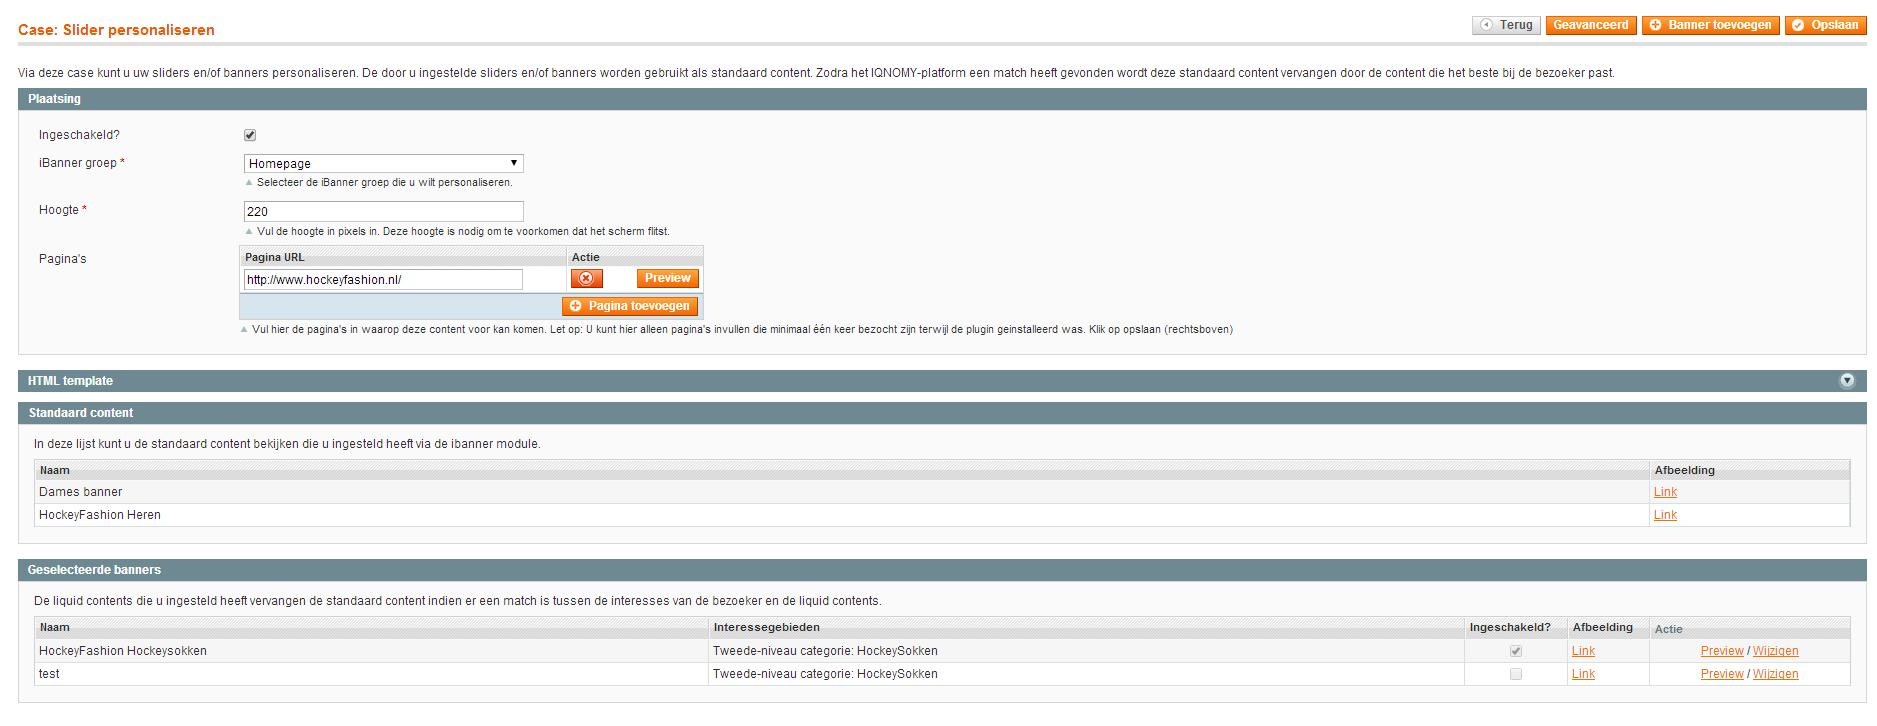 Case: Slider personaliseren
Terug
Geavanceerd
Banner toevoegen
Opslaan
Via deze case kunt u uw sliders en/of banners personaliseren. De door u ingestelde sliders en/of banners worden gebruikt als standaard content. Zodra het IQNOMY-platform een match heeft gevonden wordt deze standaard content vervangen door de content die het beste bij de bezoeker past.
Plaatsing
Ingeschakeld?
iBanner groep *
Homepage
Selecteer de iBanner groep die u wilt personaliseren.
Hoogte *
220
Vul de hoogte in pixels in. Deze hoogte is nodig om te voorkomen dat het scherm flitst.
Pagina's
Pagina URL Actie
http://www.hockeyfashion.nl/ Preview
Pagina toevoegen
Vul hier de pagina's in waarop deze content voor kan komen. Let op: U kunt hier alleen pagina's invullen die minimaal één keer bezocht zijn terwijl de plugin geinstalleerd was. Klik op opslaan (rechtsboven)
HTML template
Standaard content
In deze lijst kunt u de standaard content bekijken die u ingesteld heeft via de ibanner module.
Naam Afbeelding
Dames banner Link
HockeyFashion Heren Link
Geselecteerde banners
De liquid contents die u ingesteld heeft vervangen de standaard content indien er een match is tussen de interesses van de bezoeker en de liquid contents.
Naam Interessegebieden Ingeschakeld? Afbeelding Actie
HockeyFashion Hockeysokken Tweede-niveau categorie: HockeySokken Link Preview / Wijzigen
test Tweede-niveau categorie: HockeySokken Link Preview / Wijzigen